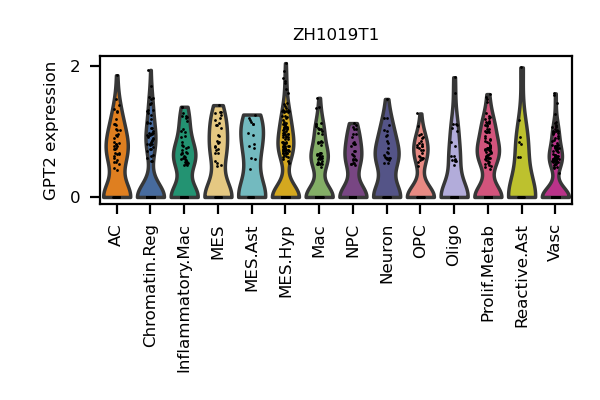 ZH1019T1
GPT2 expression
2
0
AC
Chromatin.Reg
Inflammatory.Mac
MES
MES.Ast
MES.Hyp
Mac
NPC
Neuron
OPC
Oligo
Prolif.Metab
Reactive.Ast
Vasc